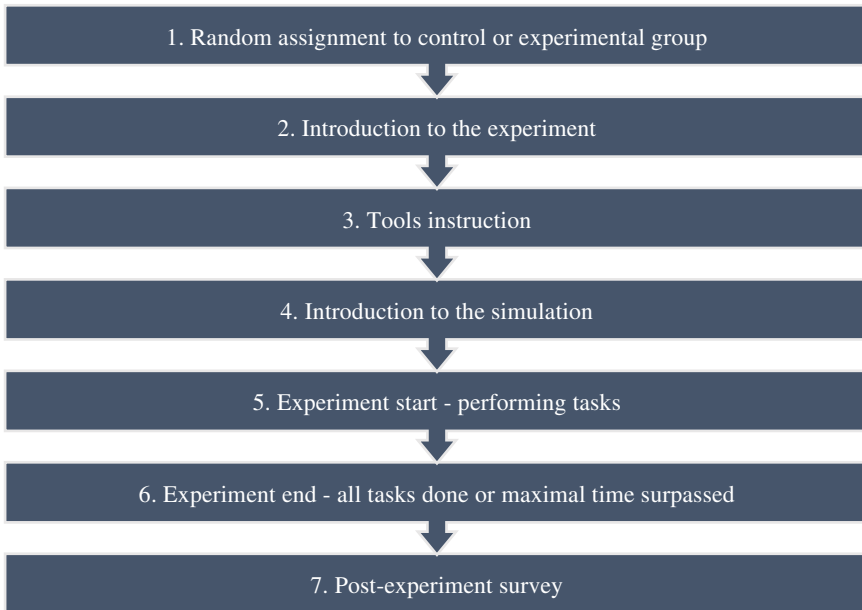 1. Random assignment to control or experimental group
2. Introduction to the experiment
3. Tools instruction
4. Introduction to the simulation
5. Experiment start - performing tasks
6. Experiment end - all tasks done or maximal time surpassed
7. Post-experiment survey